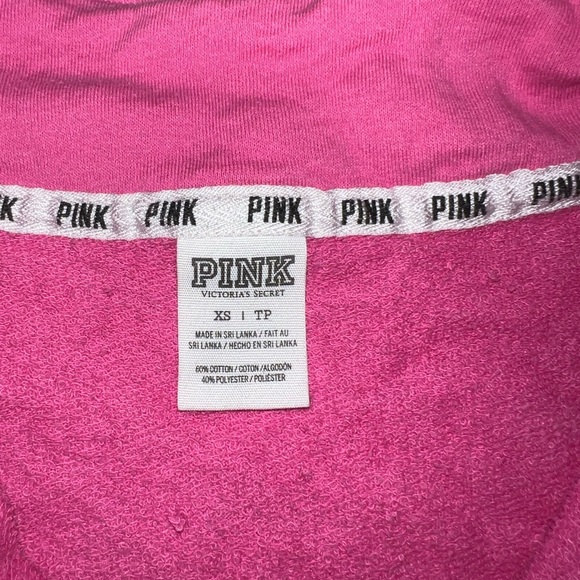 K PINK PINK PINK PINK PINK PINK
PINK
VICTORIA'S SECRET
XS | TP
MADE IN SRI LANKA / FAIT AU
SRI LANKA / HECHO EN SRI LANKA
60% COTTON / COTON / ALGODÓN
40% POLYESTER / POLIÉSTER